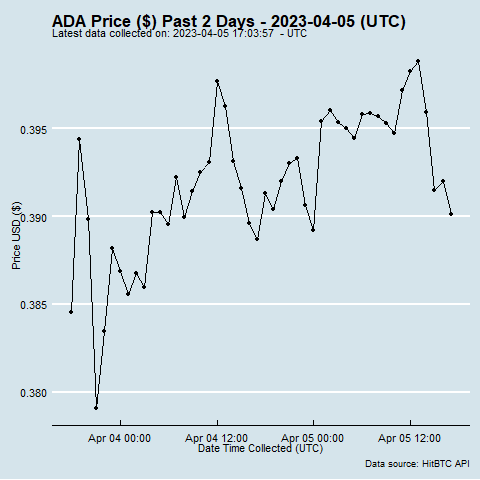 ADA Price ($) Past 2 Days - 2023-04-05 (UTC)
Latest data collected on: 2023-04-05 17:03:57  - UTC
0.395
0.390
0.385
0.380
Price USD ($)
Apr 04 00:00
Apr 04 12:00
Apr 05 00:00
Apr 05 12:00
Date Time Collected (UTC)
Data source: HitBTC API